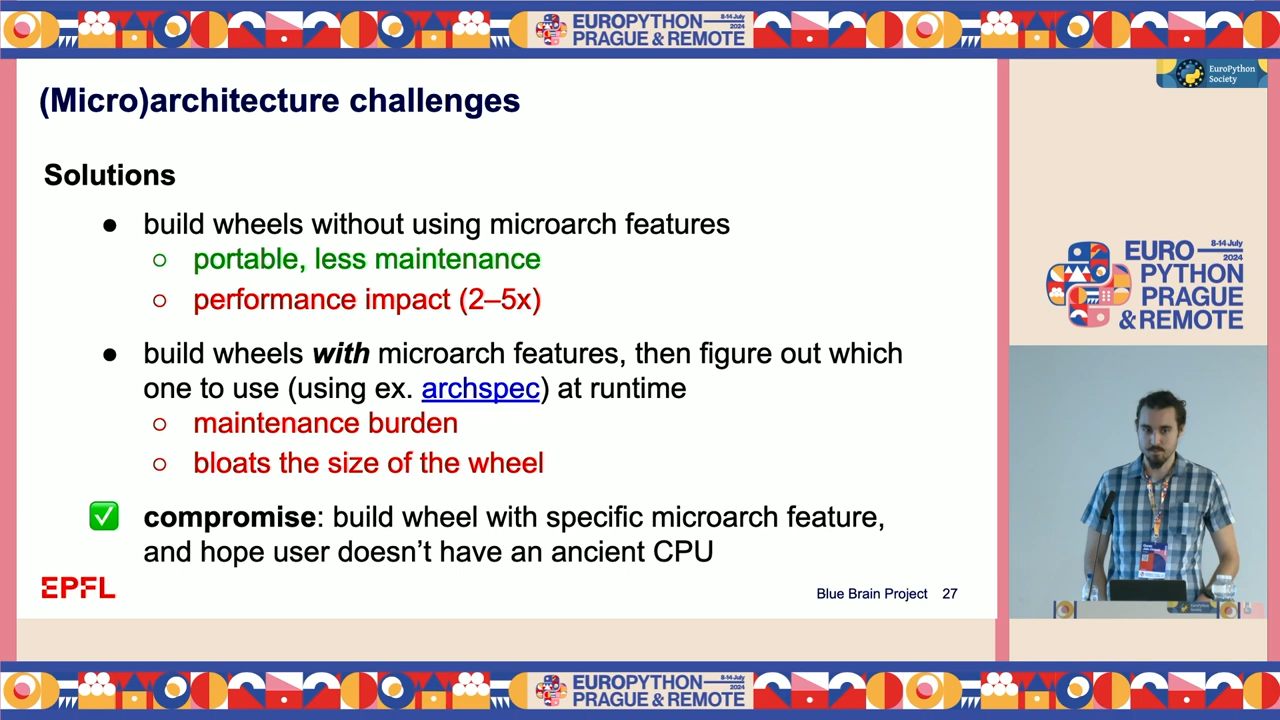 EUROPYTHON
PRAGUE & REMOTE
8-14 July
2024
EuroPython
Society
(Micro)architecture challenges
Solutions
● build wheels without using microarch features
○ portable, less maintenance
○ performance impact (2–5x)
● build wheels with microarch features, then figure out which
one to use (using ex. archspec) at runtime
○ maintenance burden
○ bloats the size of the wheel
✅ compromise: build wheel with specific microarch feature,
and hope user doesn’t have an ancient CPU
EPFL
Blue Brain Project 27
EURO
8-14 July
2024
PYTHON
PRAGUE
& REMOTE
EUROPYTHON
PRAGUE & REMOTE
8-14 July
2024